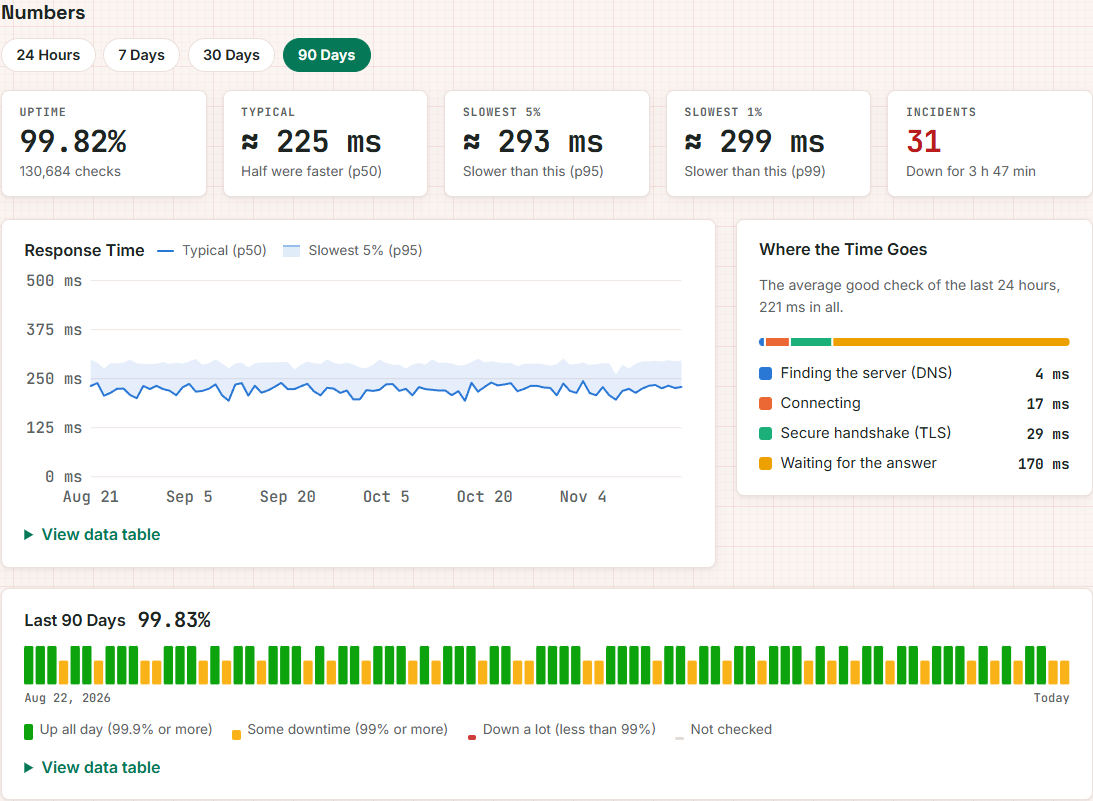 Numbers
24 Hours
7 Days
30 Days
90 Days
UPTIME
99.82%
130,684 checks
TYPICAL
≈ 225 ms
Half were faster (p50)
SLOWEST 5%
≈ 293 ms
Slower than this (p95)
SLOWEST 1%
≈ 299 ms
Slower than this (p99)
INCIDENTS
31
Down for 3 h 47 min
Response Time
Typical (p50)
Slowest 5% (p95)
500 ms
375 ms
250 ms
125 ms
0 ms
Aug 21
Sep 5
Sep 20
Oct 5
Oct 20
Nov 4
View data table
Where the Time Goes
The average good check of the last 24 hours,
221 ms in all.
Finding the server (DNS) 4 ms
Connecting 17 ms
Secure handshake (TLS) 29 ms
Waiting for the answer 170 ms
Last 90 Days 99.83%
Aug 22, 2026
Today
Up all day (99.9% or more)
Some downtime (99% or more)
Down a lot (less than 99%)
Not checked
View data table